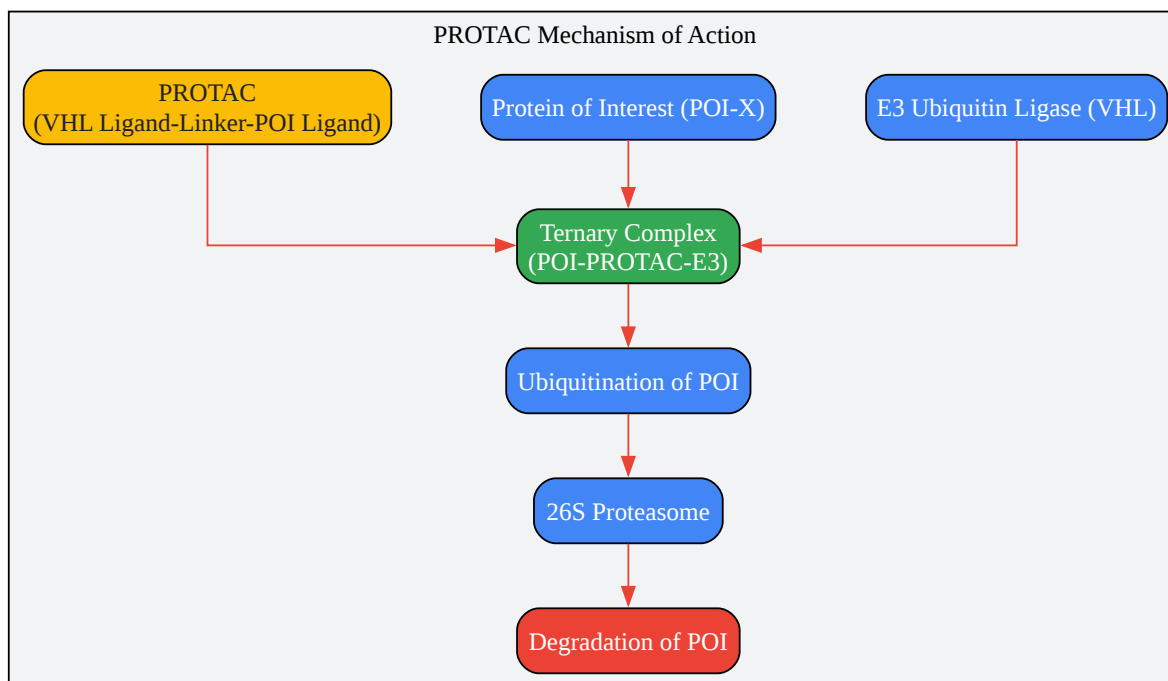 PROTAC Mechanism of Action
PROTAC
(VHL Ligand-Linker-POI Ligand)
Protein of Interest (POI-X)
E3 Ubiquitin Ligase (VHL)
Ternary Complex
(POI-PROTAC-E3)
Ubiquitination of POI
26S Proteasome
Degradation of POI